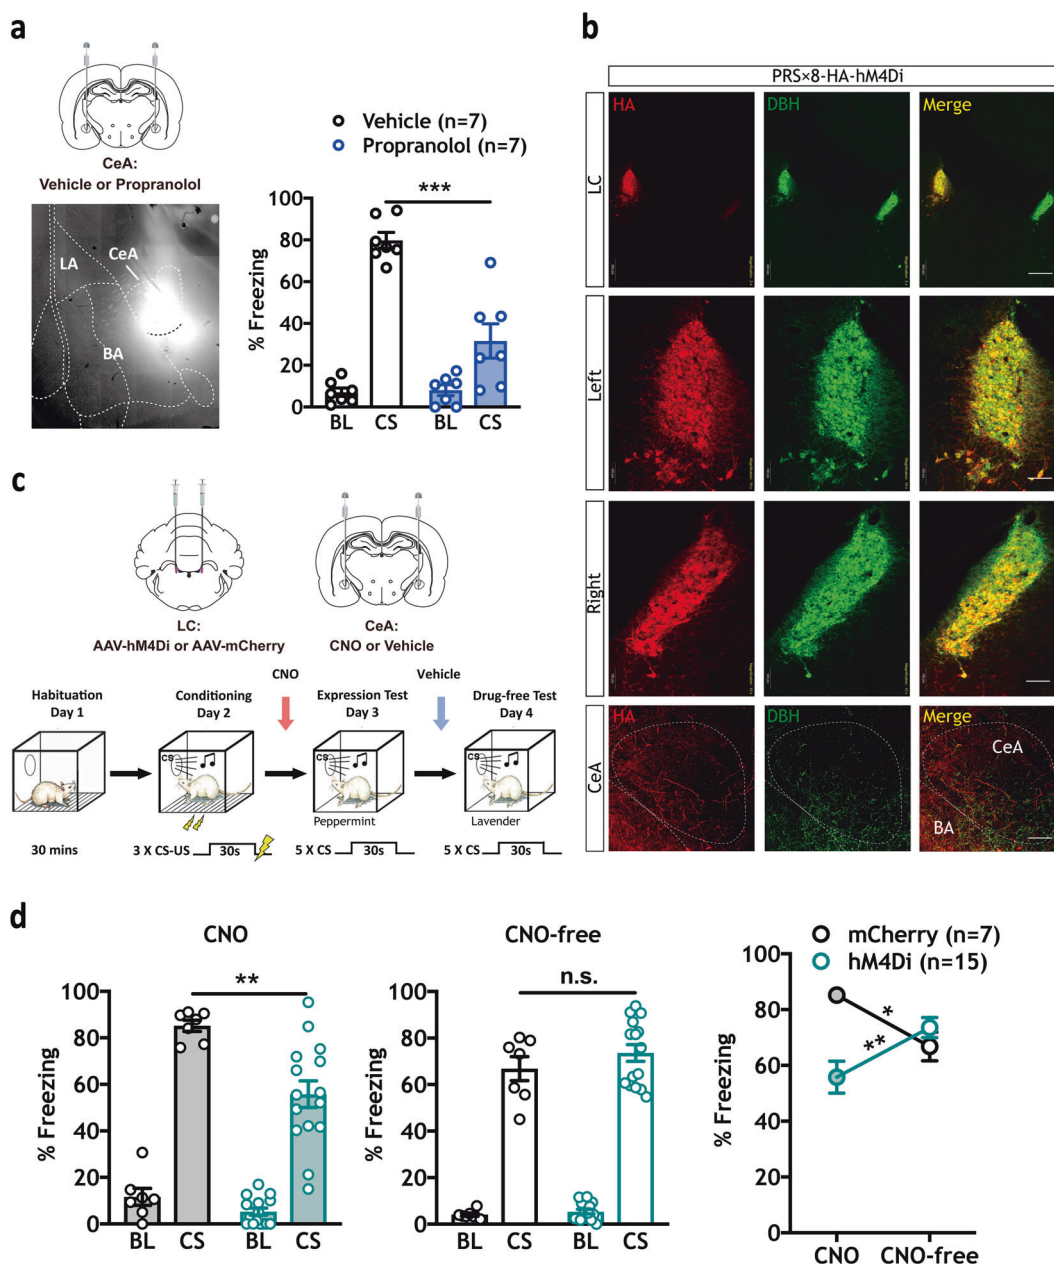 a
CeA:
Vehicle or Propranolol
LA
CeA
BA
Vehicle (n=7)
Propranolol (n=7)
***
% Freezing
100
80
60
40
20
0
BL CS BL CS
b
PRS×8-HA-hM4Di
LC
HA
DBH
Merge
Left
Right
CeA
HA
DBH
Merge
CeA
BA
c
LC:
AAV-hM4Di or AAV-mCherry
CeA:
CNO or Vehicle
CNO
Vehicle
Habituation
Day 1
Conditioning
Day 2
Expression Test
Day 3
Drug-free Test
Day 4
CS
CS
CS
Peppermint
Lavender
30 mins
3 X CS-US
30s
5 X CS
30s
5 X CS
30s
d
CNO
**
% Freezing
100
80
60
40
20
0
BL CS BL CS
CNO-free
n.s.
% Freezing
100
80
60
40
20
0
BL CS BL CS
mCherry (n=7)
hM4Di (n=15)
*
**
% Freezing
100
80
60
40
20
0
CNO CNO-free